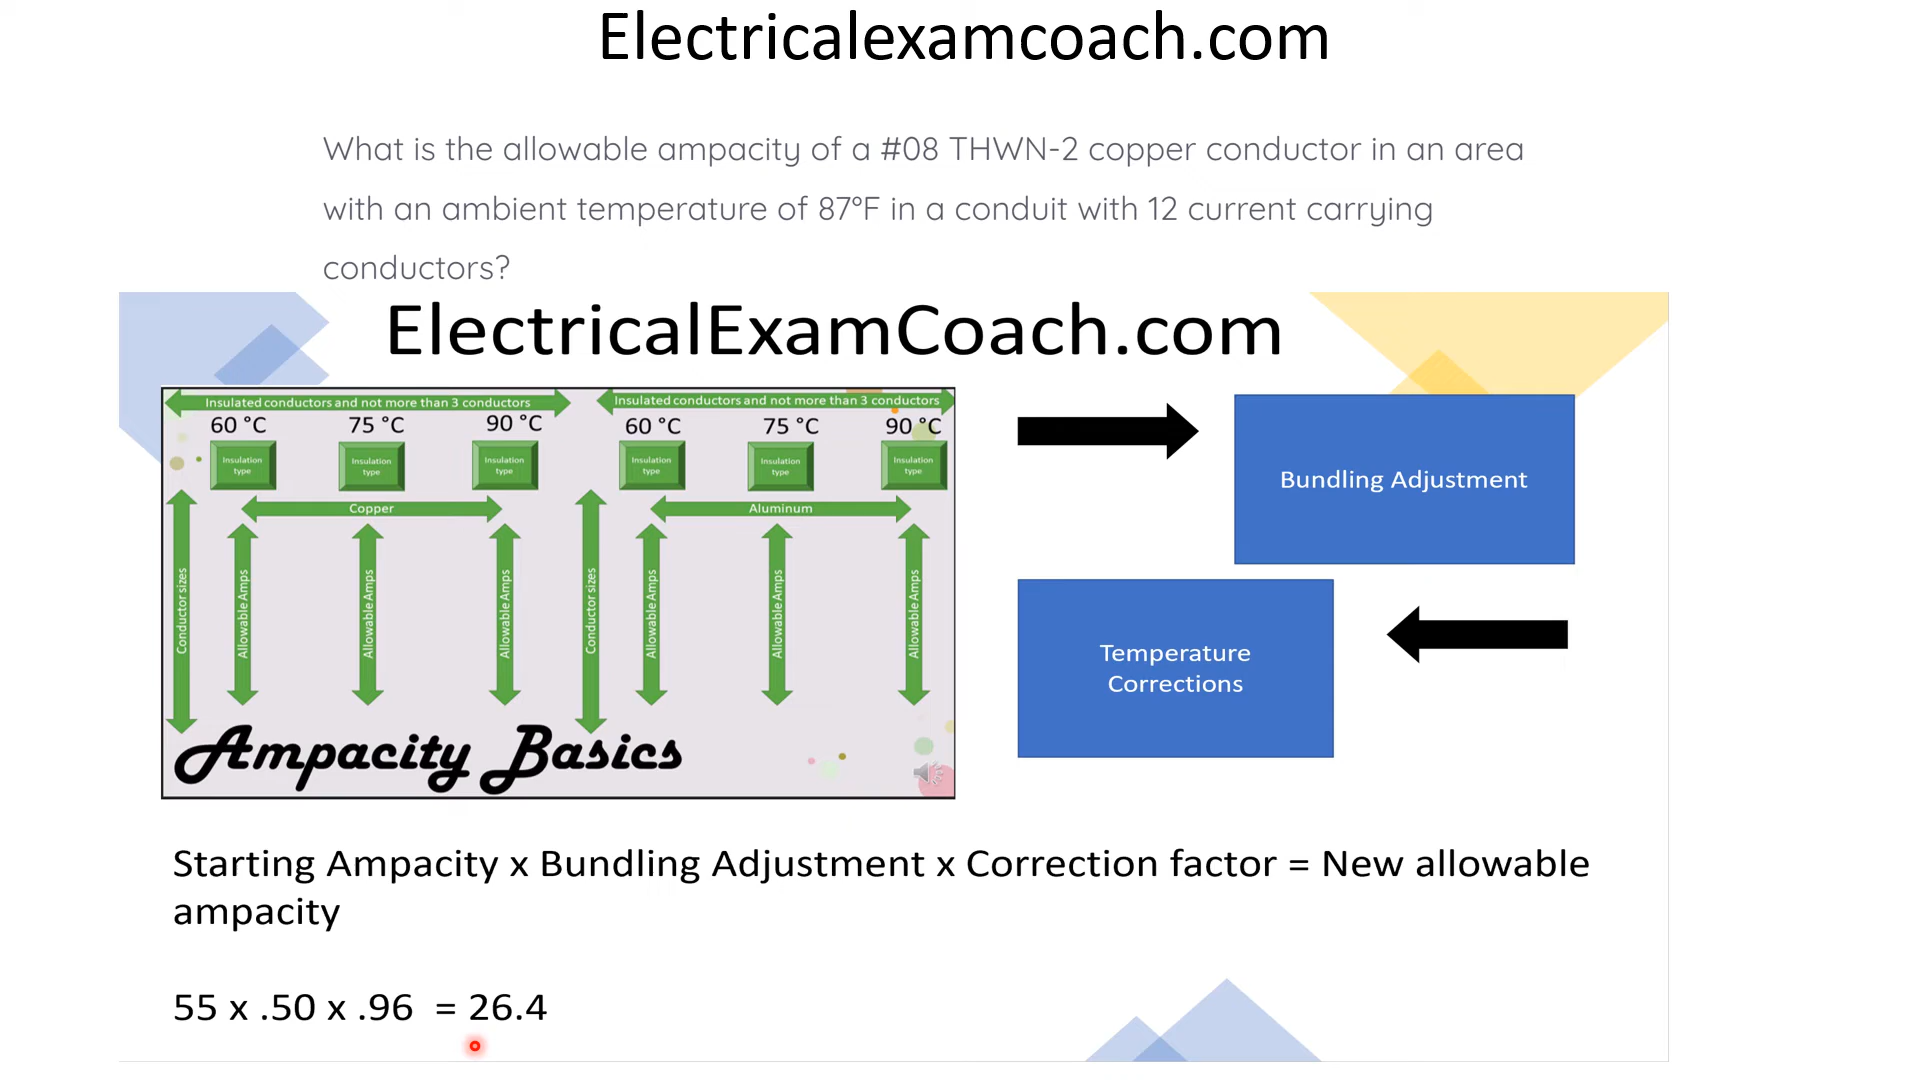 Electricalexamcoach.com
What is the allowable ampacity of a #08 THWN-2 copper conductor in an area
with an ambient temperature of 87°F in a conduit with 12 current carrying
conductors?
ElectricalExamCoach.com
Insulated conductors and not more than 3 conductors
Insulated conductors and not more than 3 conductors
60 °C
75 °C
90 °C
60 °C
75 °C
90 °C
Insulation
type
Insulation
type
Insulation
type
Insulation
type
Insulation
type
Insulation
type
Copper
Aluminum
Conductor sizes
Allowable Amps
Allowable Amps
Allowable Amps
Conductor sizes
Allowable Amps
Allowable Amps
Allowable Amps
Ampacity Basics
Bundling Adjustment
Temperature
Corrections
Starting Ampacity x Bundling Adjustment x Correction factor = New allowable
ampacity
55 x .50 x .96 = 26.4